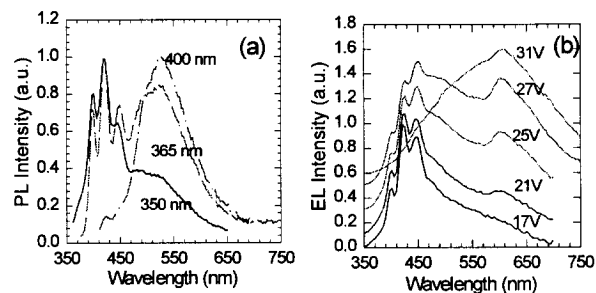 (a)
400 nm
365 nm
350 nm
PL Intensity (a.u.)
1.0
0.8
0.6
0.4
0.2
0.0
350 450 550 650 750
Wavelength (nm)
(b)
31V
27V
25V
21V
17V
EL Intensity (a.u.)
1.8
1.6
1.4
1.2
1.0
0.8
0.6
0.4
0.2
0.0
350 450 550 650 750
Wavelength (nm)